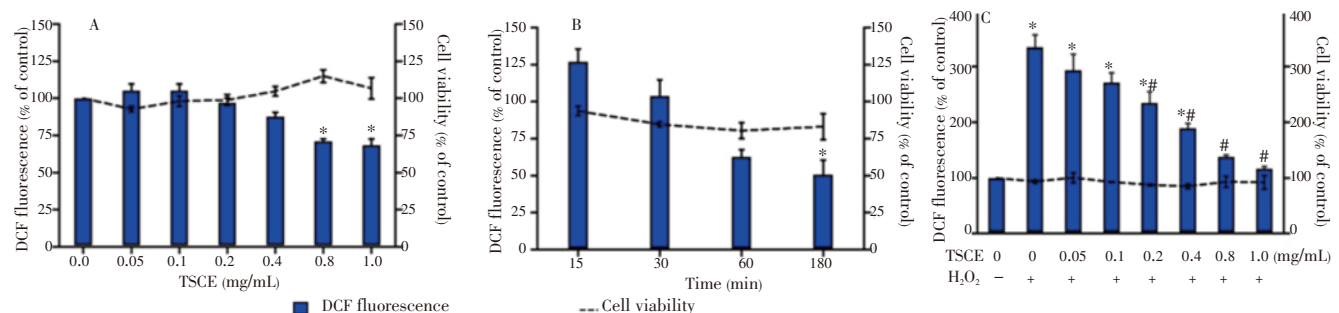 A
DCF fluorescence (% of control)
150
125
100
75
50
25
0
0.0 0.05 0.1 0.2 0.4 0.8 1.0
TSCE (mg/mL)
* *
150
125
100
75
50
25
0
Cell viability (% of control)
B
DCF fluorescence (% of control)
150
125
100
75
50
25
0
15 30 60 180
Time (min)
*
150
125
100
75
50
25
0
Cell viability (% of control)
C
DCF fluorescence (% of control)
400
300
200
100
0
* * * *# *# # #
400
300
200
100
0
Cell viability (% of control)
TSCE 0 0 0.05 0.1 0.2 0.4 0.8 1.0 (mg/mL)
H₂O₂ − + + + + + + +
DCF fluorescence
Cell viability